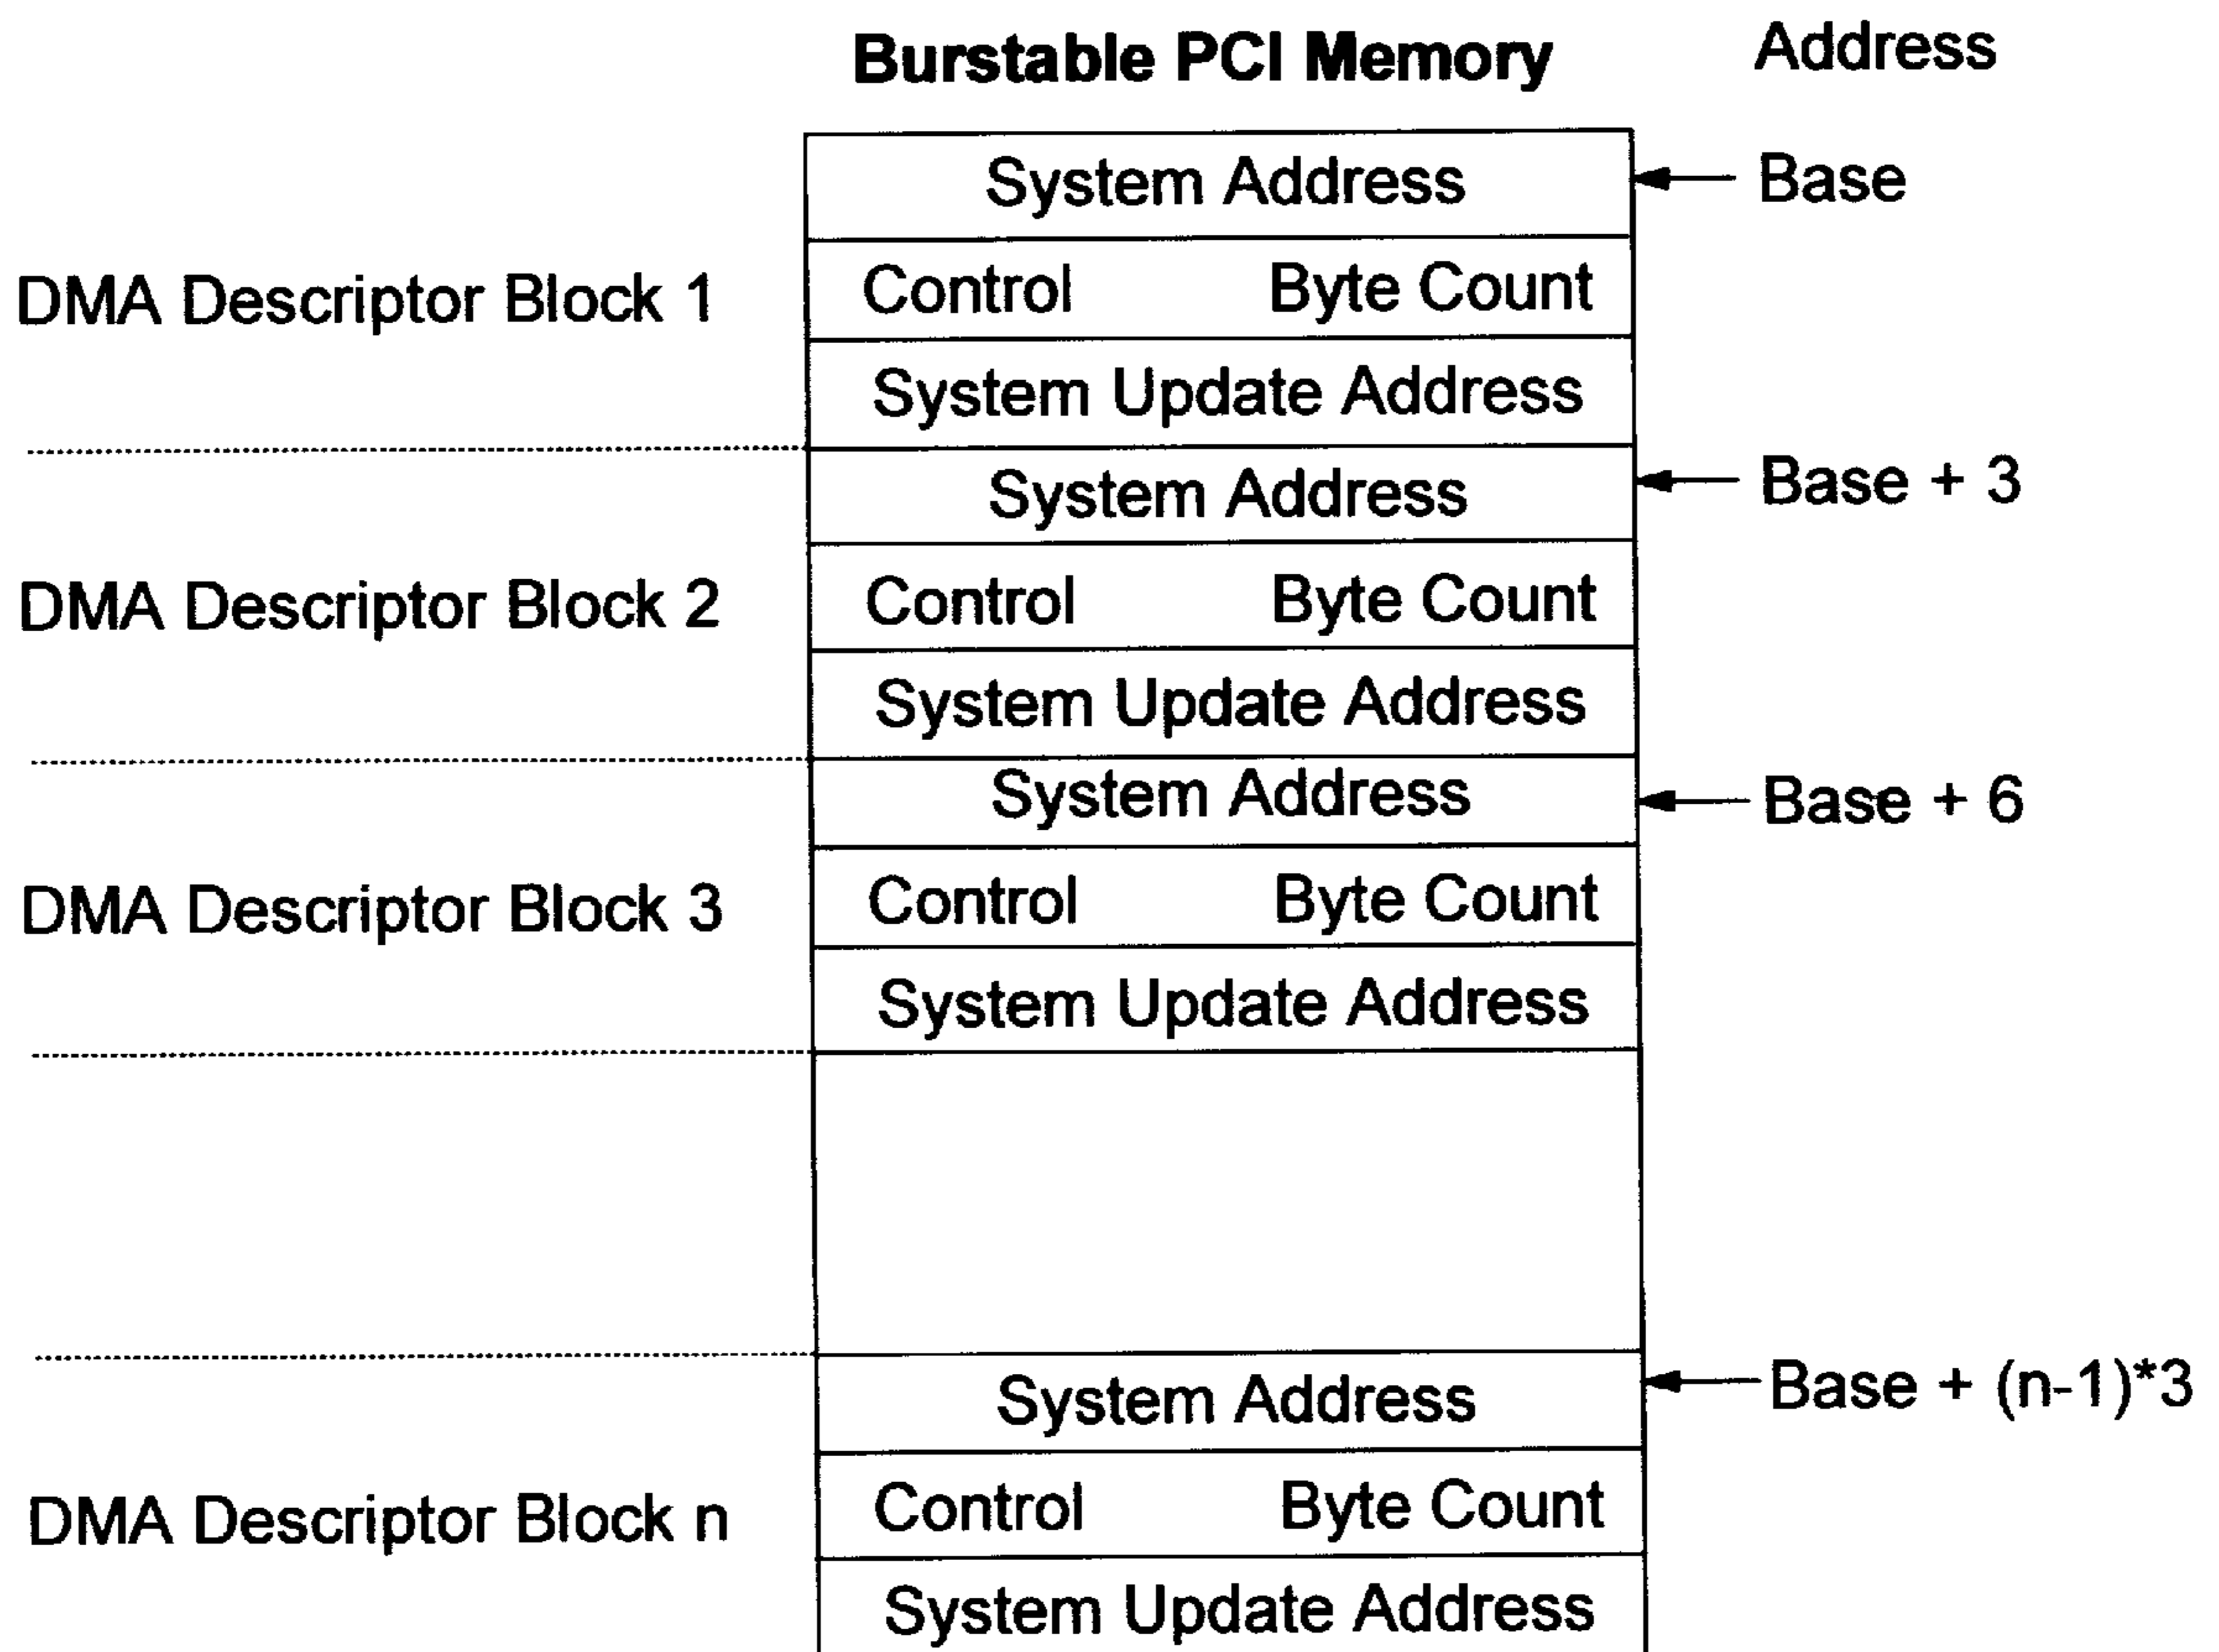 Burstable PCI Memory
Address
System Address
Base
DMA Descriptor Block 1
Control
Byte Count
System Update Address
System Address
Base + 3
DMA Descriptor Block 2
Control
Byte Count
System Update Address
System Address
Base + 6
DMA Descriptor Block 3
Control
Byte Count
System Update Address
System Address
Base + (n-1)*3
DMA Descriptor Block n
Control
Byte Count
System Update Address